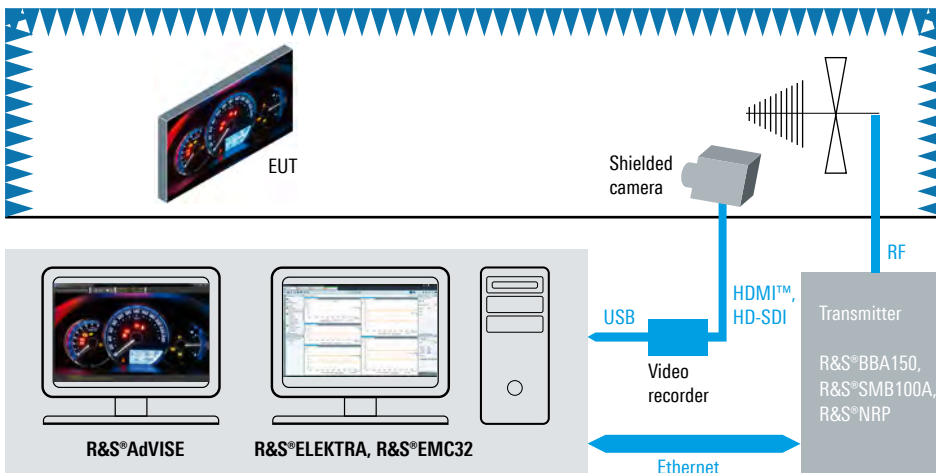 EUT
Shielded
camera
RF
HDMI™,
HD-SDI
USB
Video
recorder
Transmitter
R&S®BBA150,
R&S®SMB100A,
R&S®NRP
R&S®AdVISE
R&S®ELEKTRA, R&S®EMC32
Ethernet